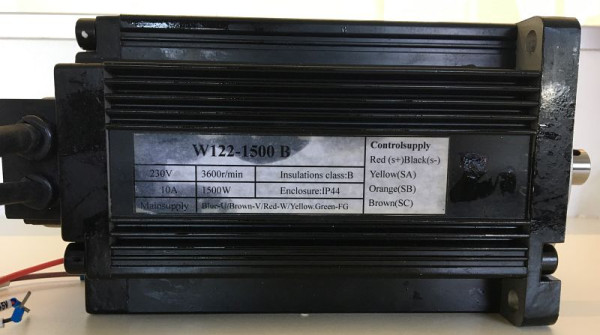 W122-1500 B
230V 3600r/min Insulations class:B
10A 1500W Enclosure:IP44
Mainsupply Blue-U/Brown-V/Red-W/Yellow.Green-FG
Controlsupply
Red (s+)Black(s-)
Yellow(SA)
Orange(SB)
Brown(SC)